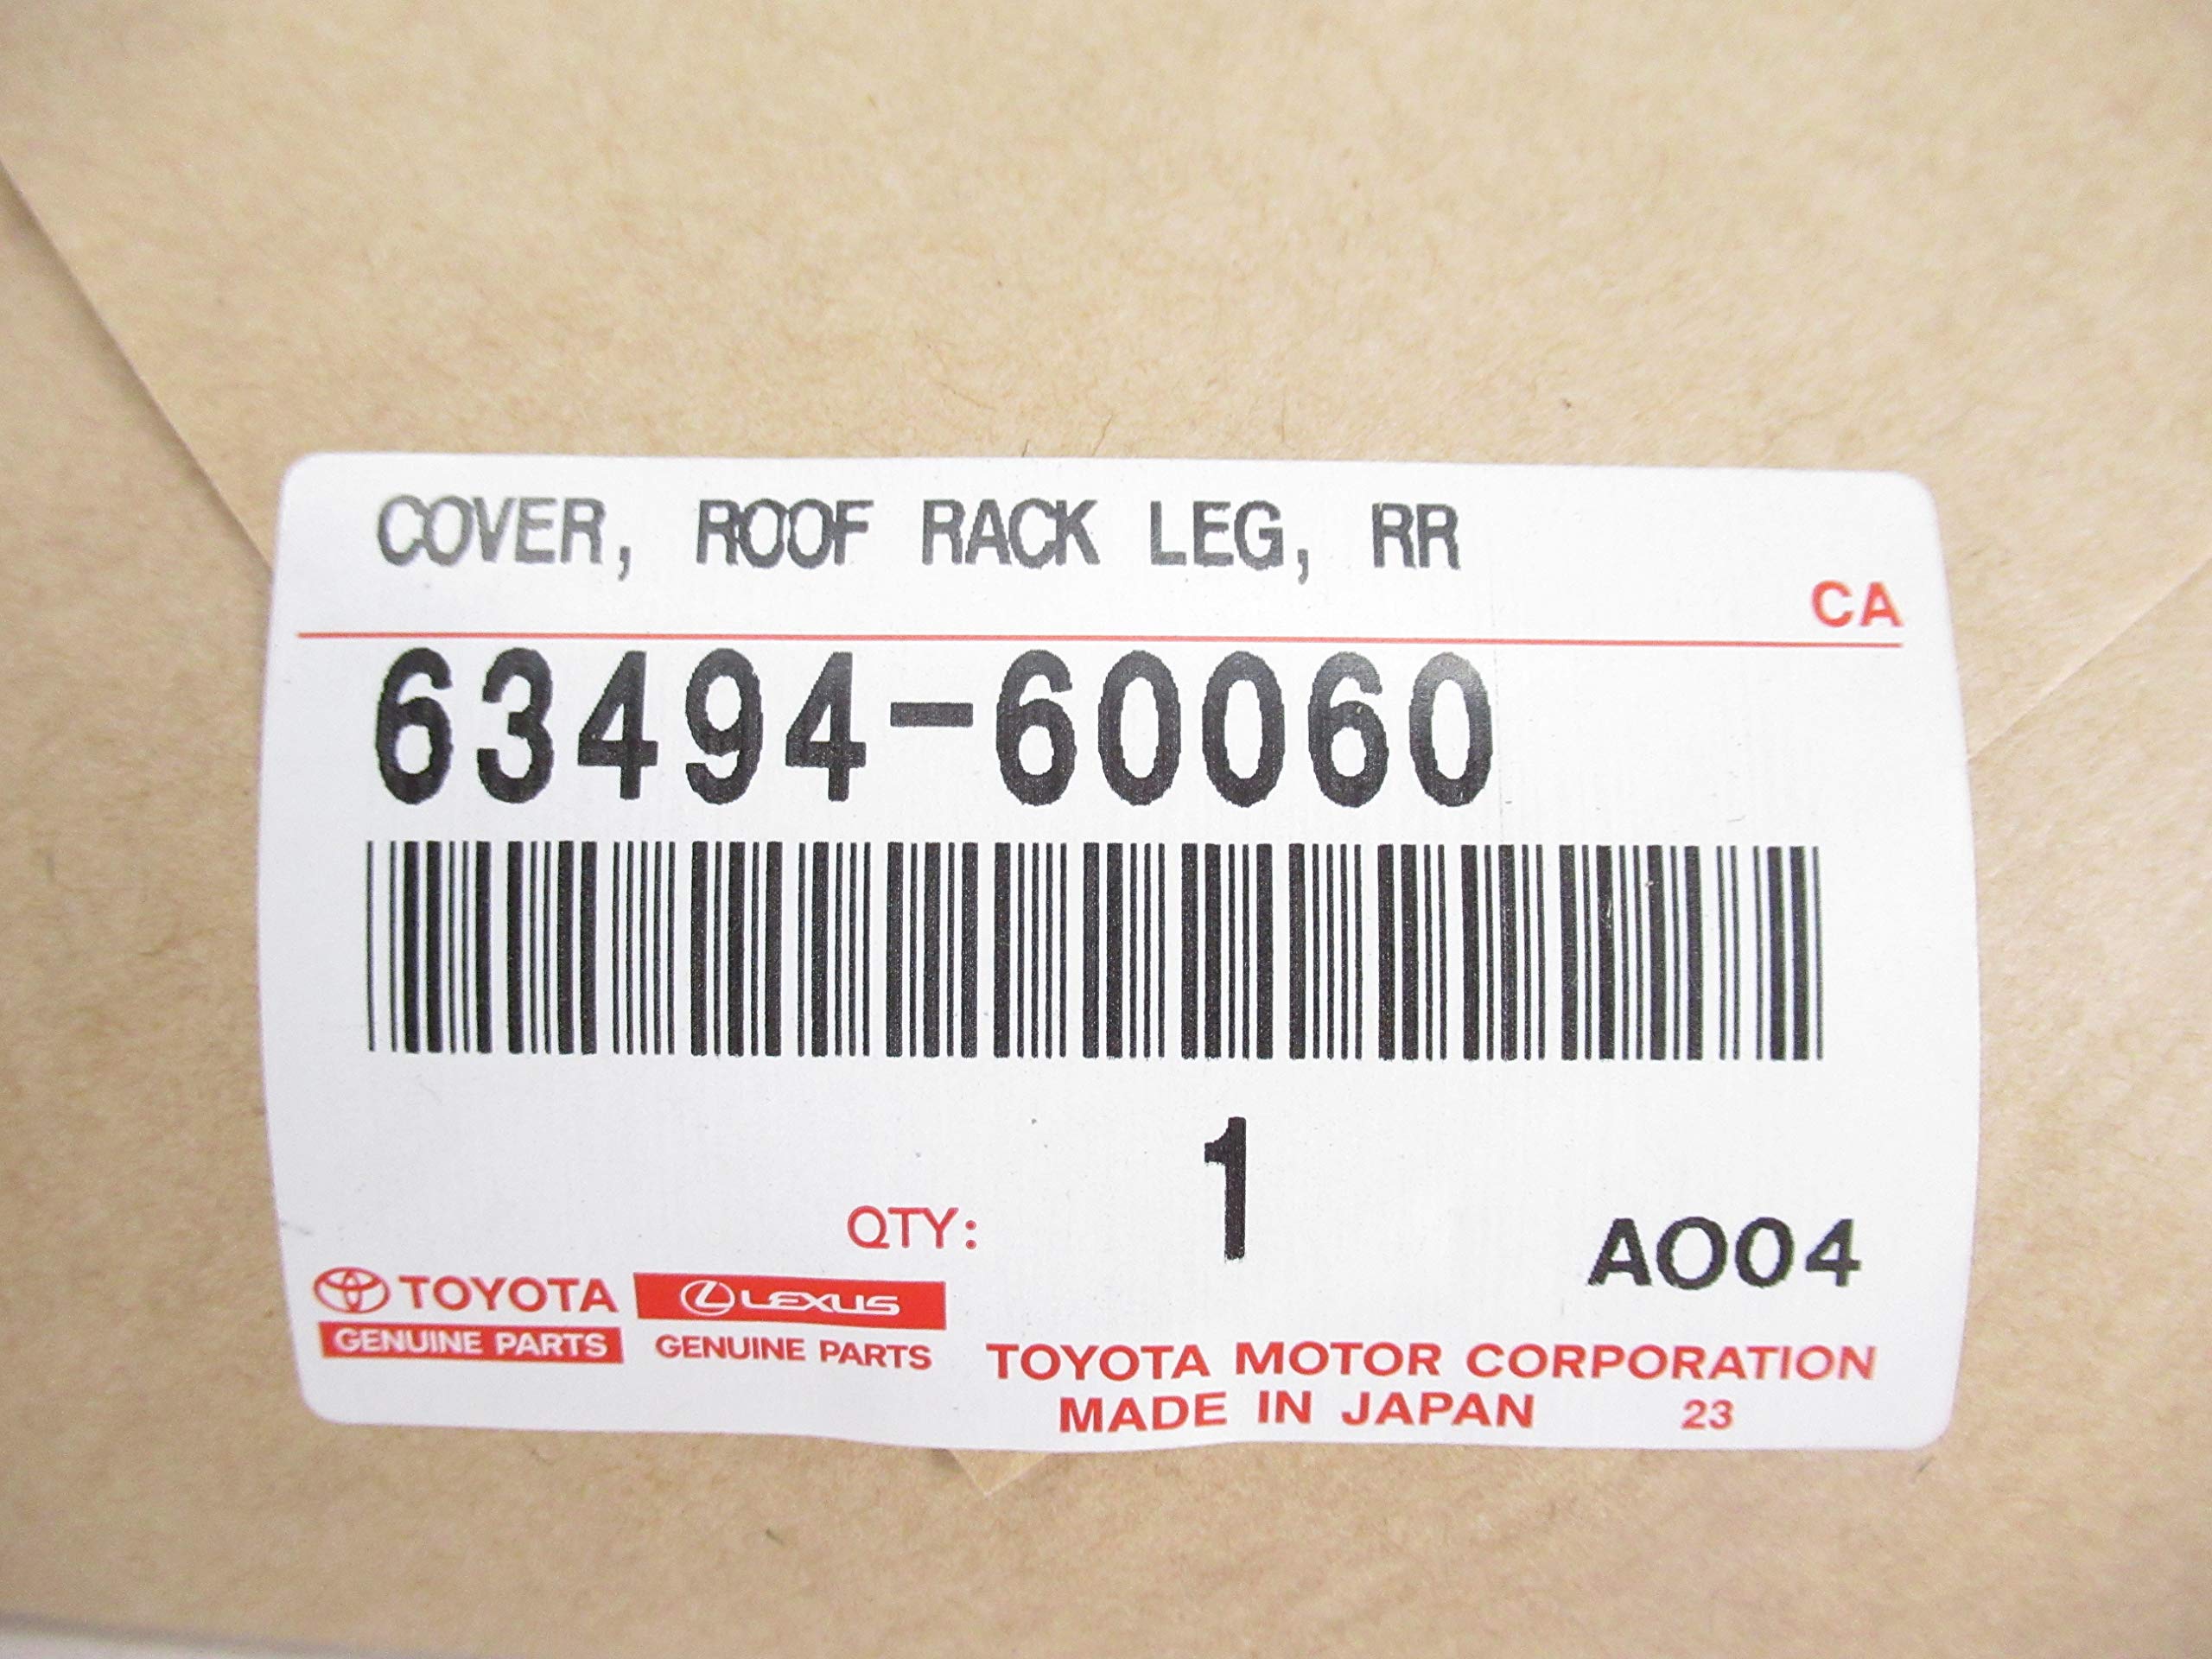 COVER, ROOF RACK LEG, RR
CA
63494-60060
1
QTY:
AO04
TOYOTA
GENUINE PARTS
LEXUS
GENUINE PARTS
TOYOTA MOTOR CORPORATION
MADE IN JAPAN 23